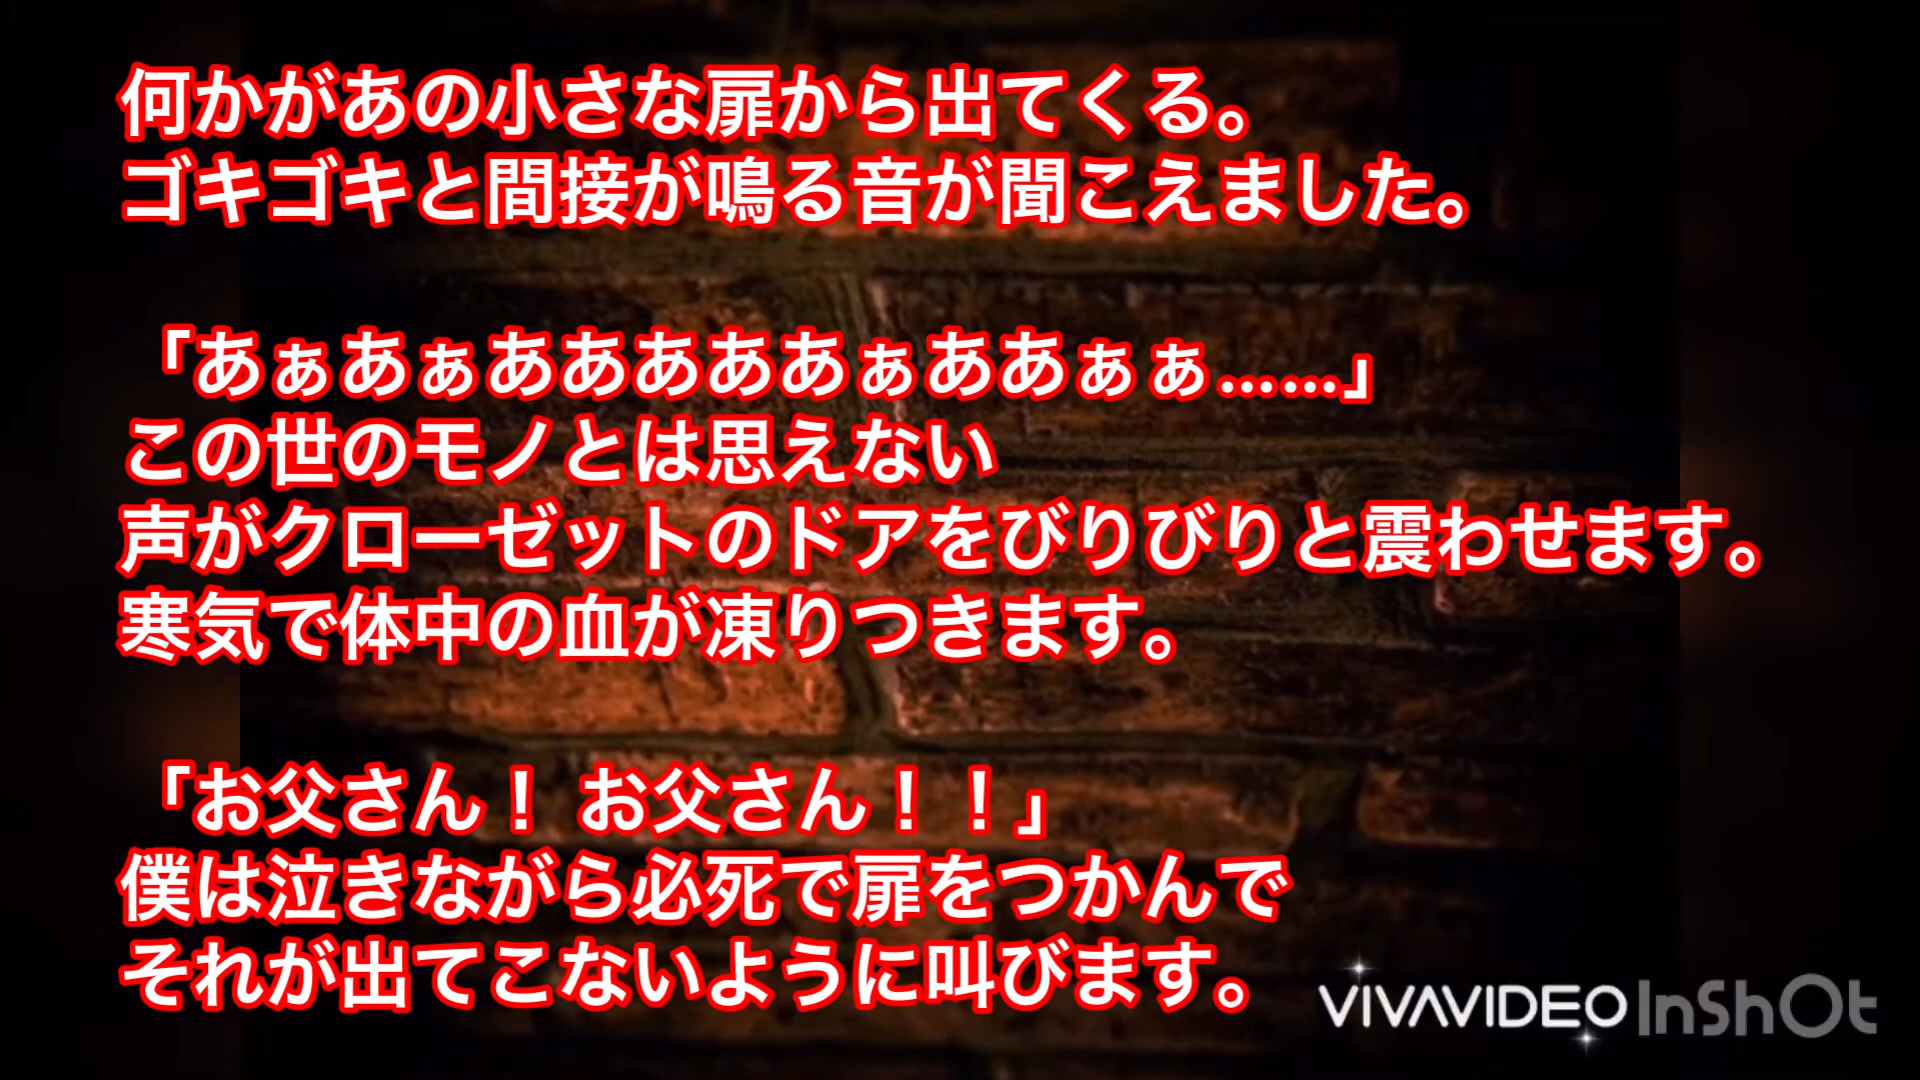 何かがあの小さな扉から出てくる。
ゴキゴキと間接が鳴る音が聞こえました。
「あぁあぁあああああぁああぁぁ……」
この世のモノとは思えない
声がクローゼットのドアをびりびりと震わせます。
寒気で体中の血が凍りつきます。
「お父さん！ お父さん！！」
僕は泣きながら必死で扉をつかんで
それが出てこないように叫びます。
VIVAVIDEO InShOt